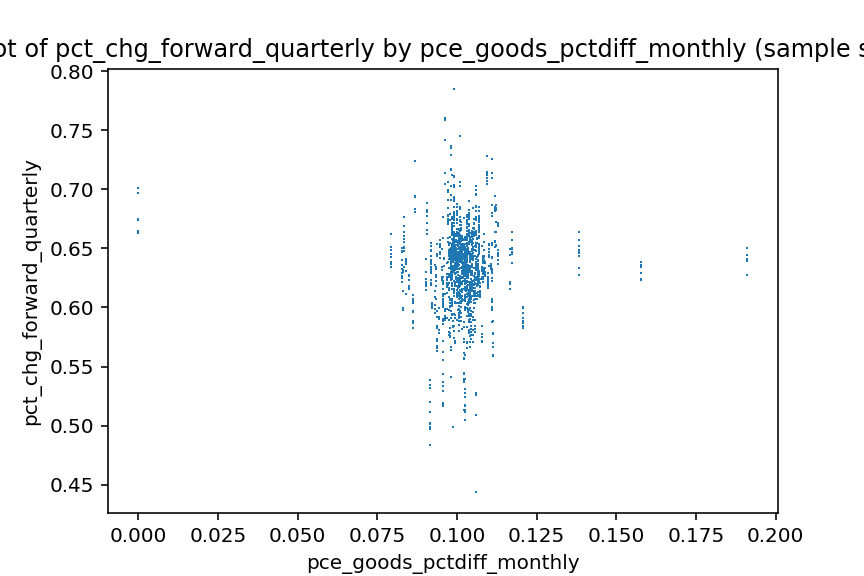 of pct_chg_forward_quarterly by pce_goods_pctdiff_monthly (sample
0.80
0.75
0.70
0.65
0.60
0.55
0.50
0.45
pct_chg_forward_quarterly
0.000 0.025 0.050 0.075 0.100 0.125 0.150 0.175 0.200
pce_goods_pctdiff_monthly